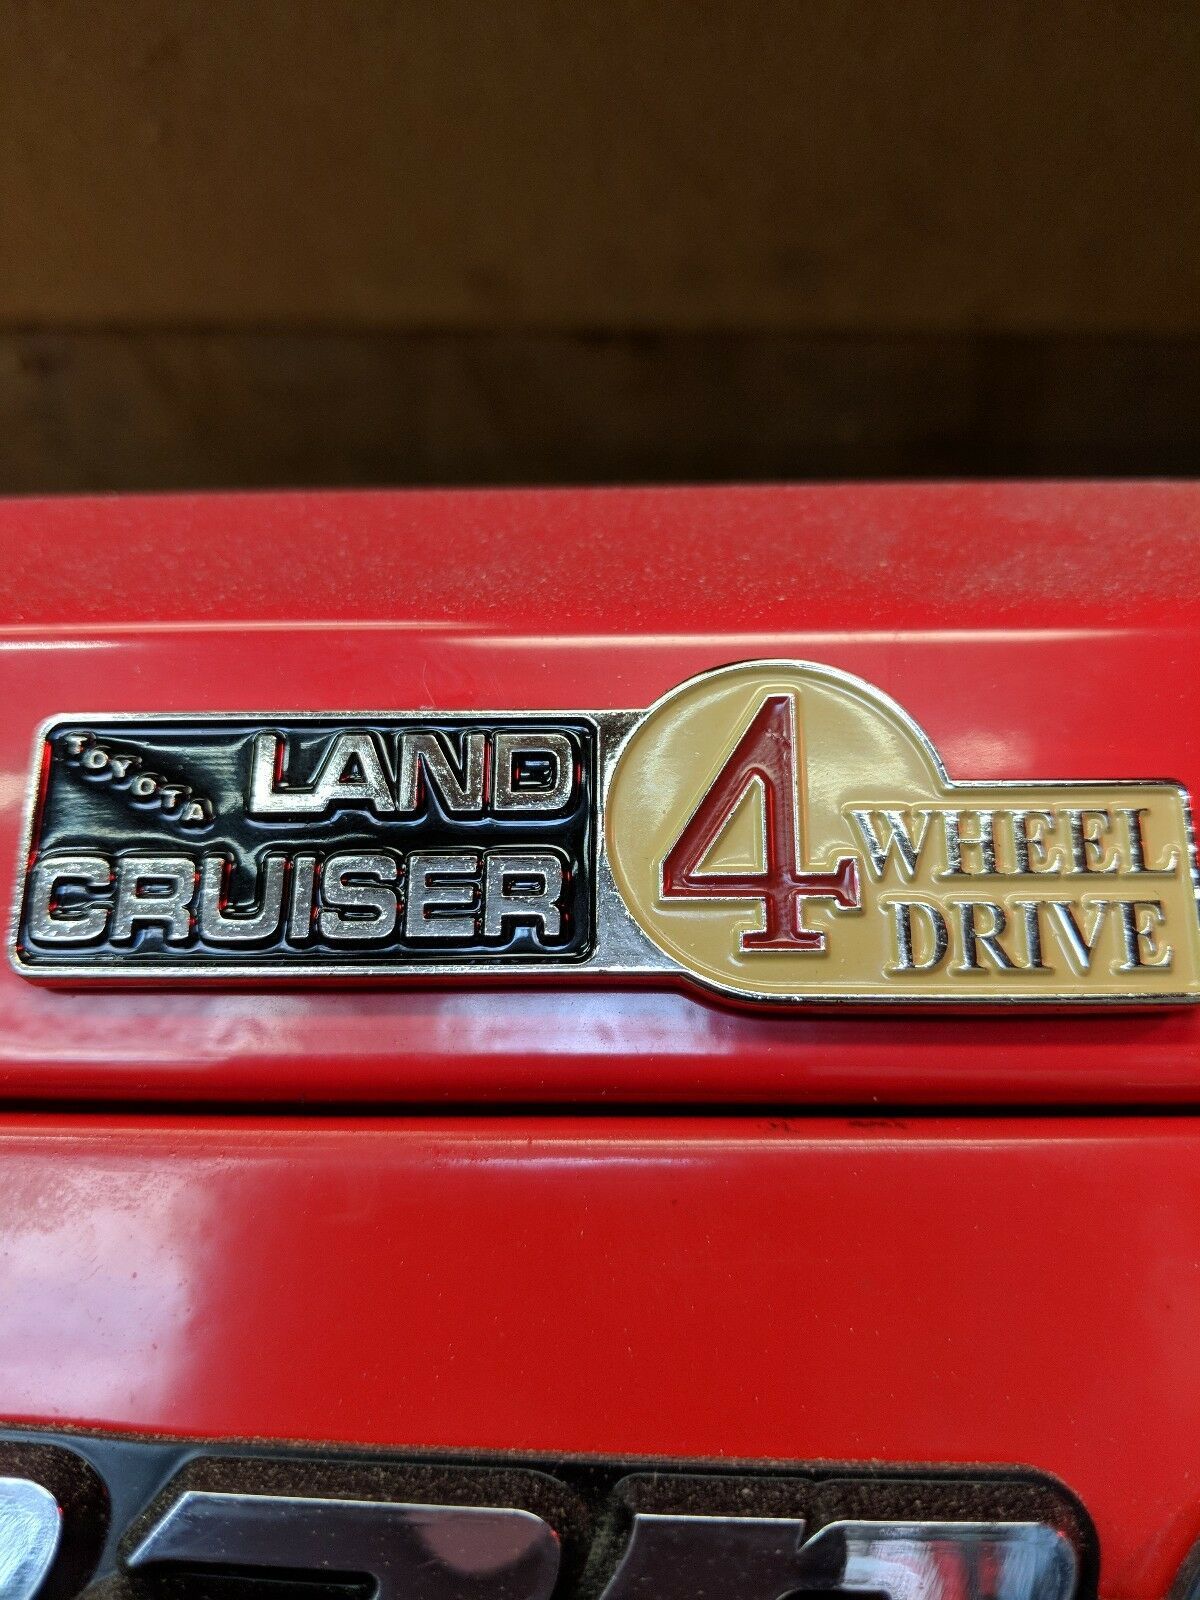 TOYOTA LAND
CRUISER
4 WHEEL
DRIVE